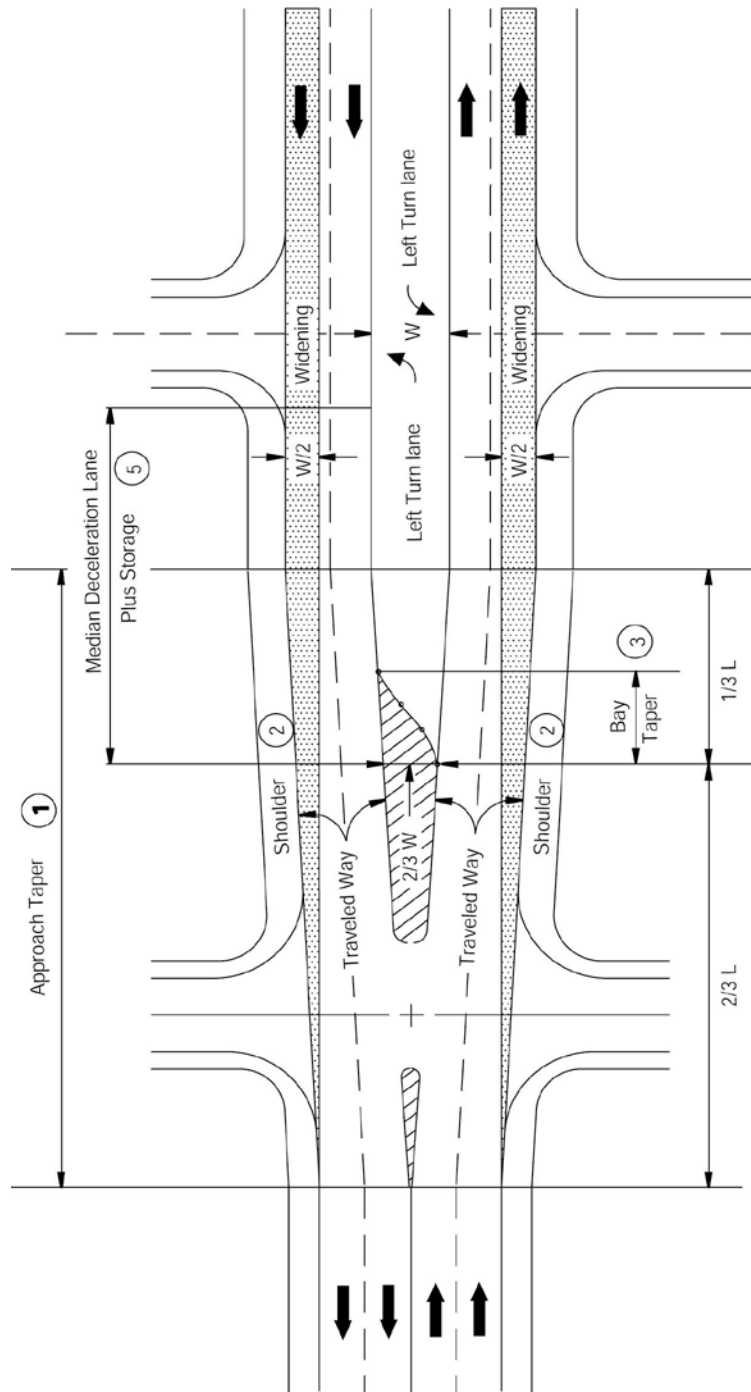 Approach Taper 1
Median Deceleration Lane
Plus Storage 5
Shoulder 2
Widening
W/2
Traveled Way
2/3 W
Left Turn lane
W
Left Turn lane
Traveled Way
W/2
Widening
Shoulder 2
Bay
Taper
3
2/3 L
1/3 L